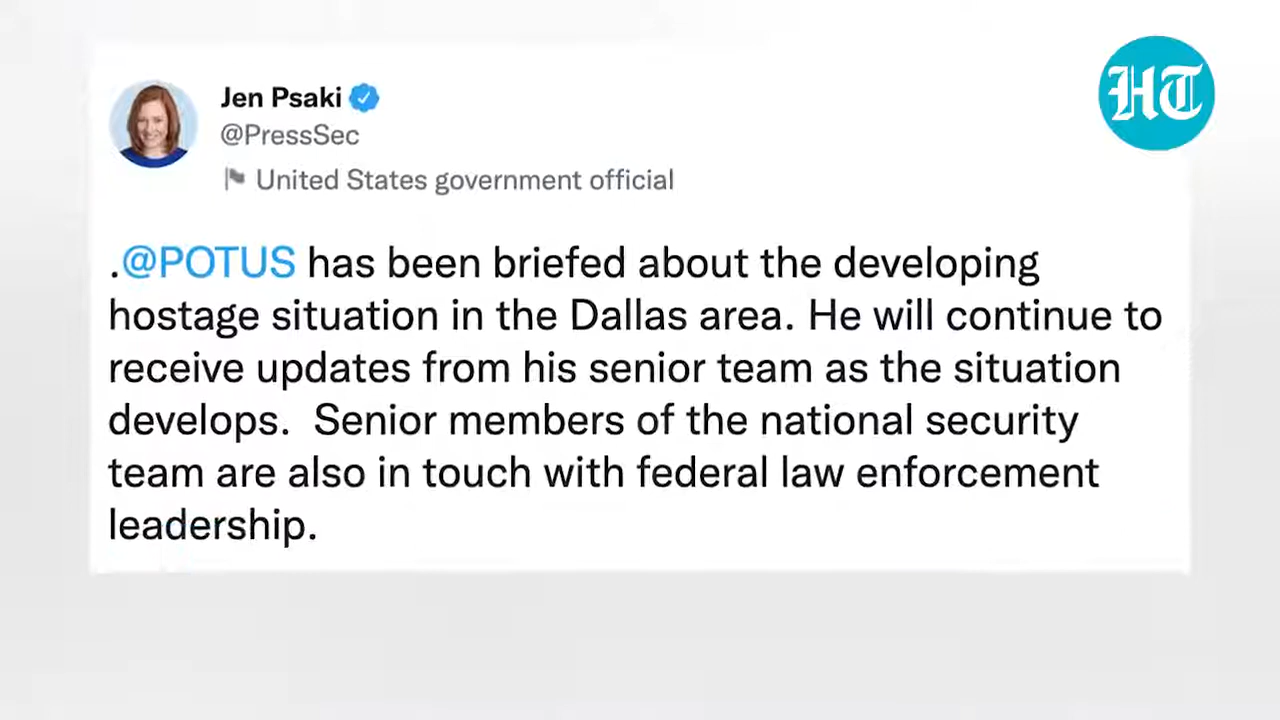 HT
Jen Psaki
@PressSec
United States government official
.@POTUS has been briefed about the developing
hostage situation in the Dallas area. He will continue to
receive updates from his senior team as the situation
develops.  Senior members of the national security
team are also in touch with federal law enforcement
leadership.